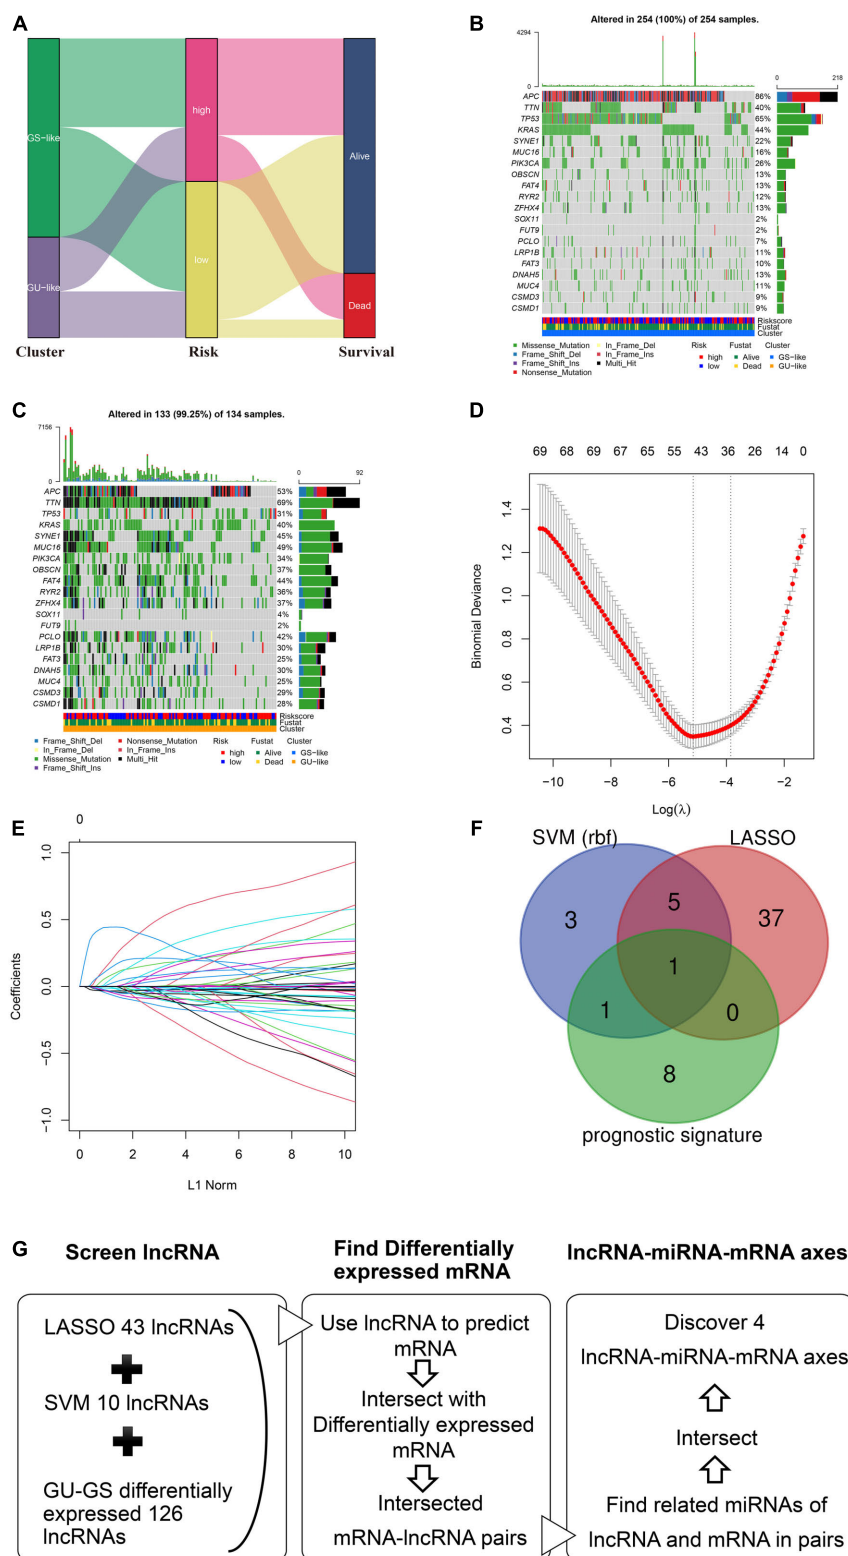 A
GS-like
GU-like
high
low
Alive
Dead
Cluster
Risk
Survival
B
Altered in 254 (100%) of 254 samples.
4294
0
0
218
APC 86%
TTN 40%
TP53 65%
KRAS 44%
SYNE1 22%
MUC16 16%
PIK3CA 26%
OBSCN 13%
FAT4 13%
RYR2 12%
ZFHX4 13%
SOX11 2%
FUT9 2%
PCLO 7%
LRP1B 11%
FAT3 10%
DNAH5 13%
MUC4 11%
CSMD3 9%
CSMD1 9%
Riskscore
Fustat
Cluster
Missense_Mutation In_Frame_Del Risk Fustat Cluster
Frame_Shift_Del In_Frame_Ins high Alive GS-like
Frame_Shift_Ins Multi_Hit low Dead GU-like
Nonsense_Mutation
C
Altered in 133 (99.25%) of 134 samples.
7156
0
0
92
APC 53%
TTN 69%
TP53 31%
KRAS 40%
SYNE1 45%
MUC16 49%
PIK3CA 34%
OBSCN 37%
FAT4 44%
RYR2 36%
ZFHX4 37%
SOX11 4%
FUT9 2%
PCLO 42%
LRP1B 30%
FAT3 25%
DNAH5 30%
MUC4 25%
CSMD3 29%
CSMD1 28%
Riskscore
Fustat
Cluster
Frame_Shift_Del Nonsense_Mutation Risk Fustat Cluster
In_Frame_Del In_Frame_Ins high Alive GS-like
Missense_Mutation Multi_Hit low Dead GU-like
Frame_Shift_Ins
D
69 68 69 67 65 55 43 36 26 14 0
1.4
1.2
1.0
0.8
0.6
0.4
Binomial Deviance
−10 −8 −6 −4 −2
Log(λ)
E
0
1.0
0.5
0.0
−0.5
−1.0
Coefficients
0 2 4 6 8 10
L1 Norm
F
SVM (rbf) LASSO
3
5
37
1
1
0
8
prognostic signature
G
Screen lncRNA
LASSO 43 lncRNAs
SVM 10 lncRNAs
GU-GS differentially
expressed 126
lncRNAs
Find Differentially
expressed mRNA
Use lncRNA to predict
mRNA
Intersect with
Differentially expressed
mRNA
Intersected
mRNA-lncRNA pairs
lncRNA-miRNA-mRNA axes
Discover 4
lncRNA-miRNA-mRNA axes
Intersect
Find related miRNAs of
lncRNA and mRNA in pairs